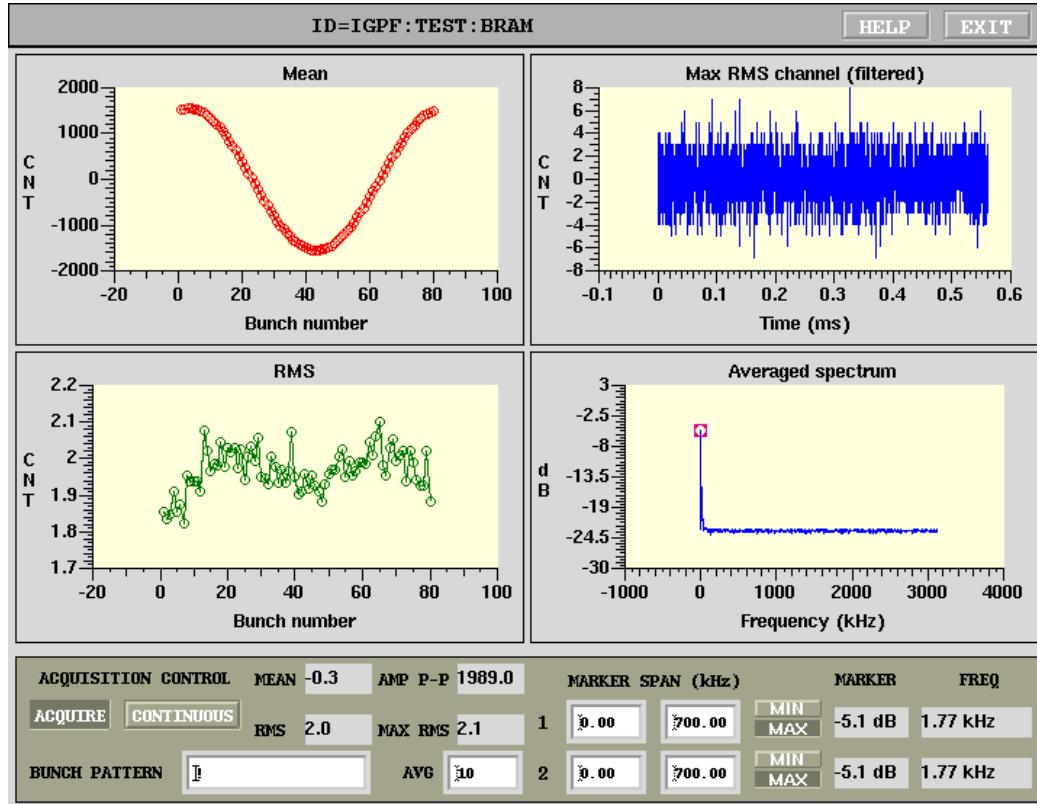 ID=IGPF:TEST:BRAM HELP EXIT
Mean
2000
1000
0
-1000
-2000
CNT
-20 0 20 40 60 80 100
Bunch number
Max RMS channel (filtered)
8
6
4
2
0
-2
-4
-6
-8
CNT
-0.1 0 0.1 0.2 0.3 0.4 0.5 0.6
Time (ms)
RMS
2.2
2.1
2
1.9
1.8
1.7
CNT
-20 0 20 40 60 80 100
Bunch number
Averaged spectrum
3
-2.5
-8
-13.5
-19
-24.5
-30
dB
-1000 0 1000 2000 3000 4000
Frequency (kHz)
ACQUISITION CONTROL MEAN -0.3 AMP P-P 1989.0 MARKER SPAN (kHz) MARKER FREQ
ACQUIRE CONTINUOUS RMS 2.0 MAX RMS 2.1 1 0.00 700.00 MIN MAX -5.1 dB 1.77 kHz
BUNCH PATTERN ! AVG 10 2 0.00 700.00 MIN MAX -5.1 dB 1.77 kHz